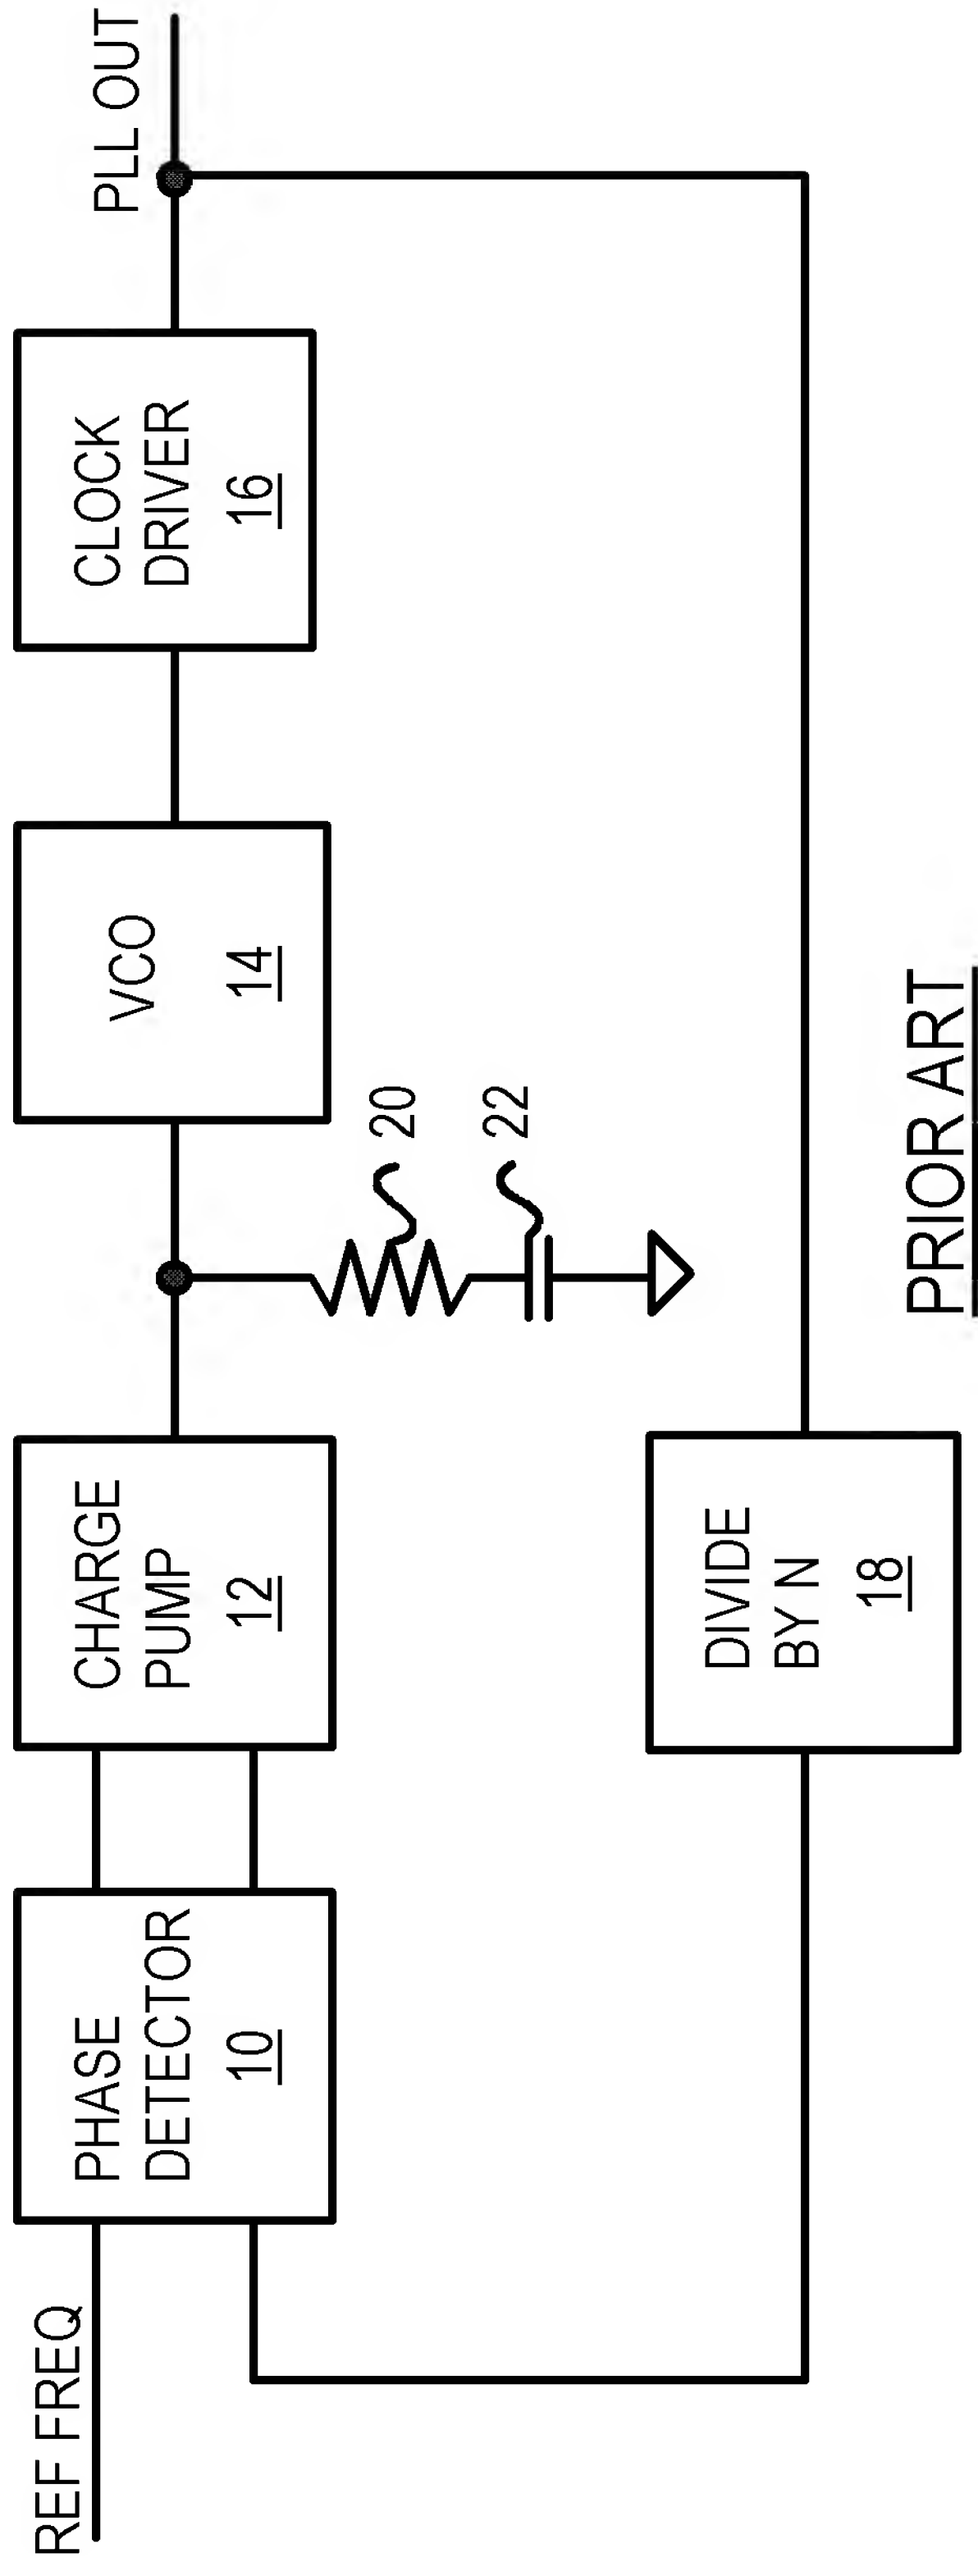 REF FREQ
PHASE
DETECTOR
10
CHARGE
PUMP
12
20
22
VCO
14
CLOCK
DRIVER
16
PLL OUT
DIVIDE
BY N
18
PRIOR ART